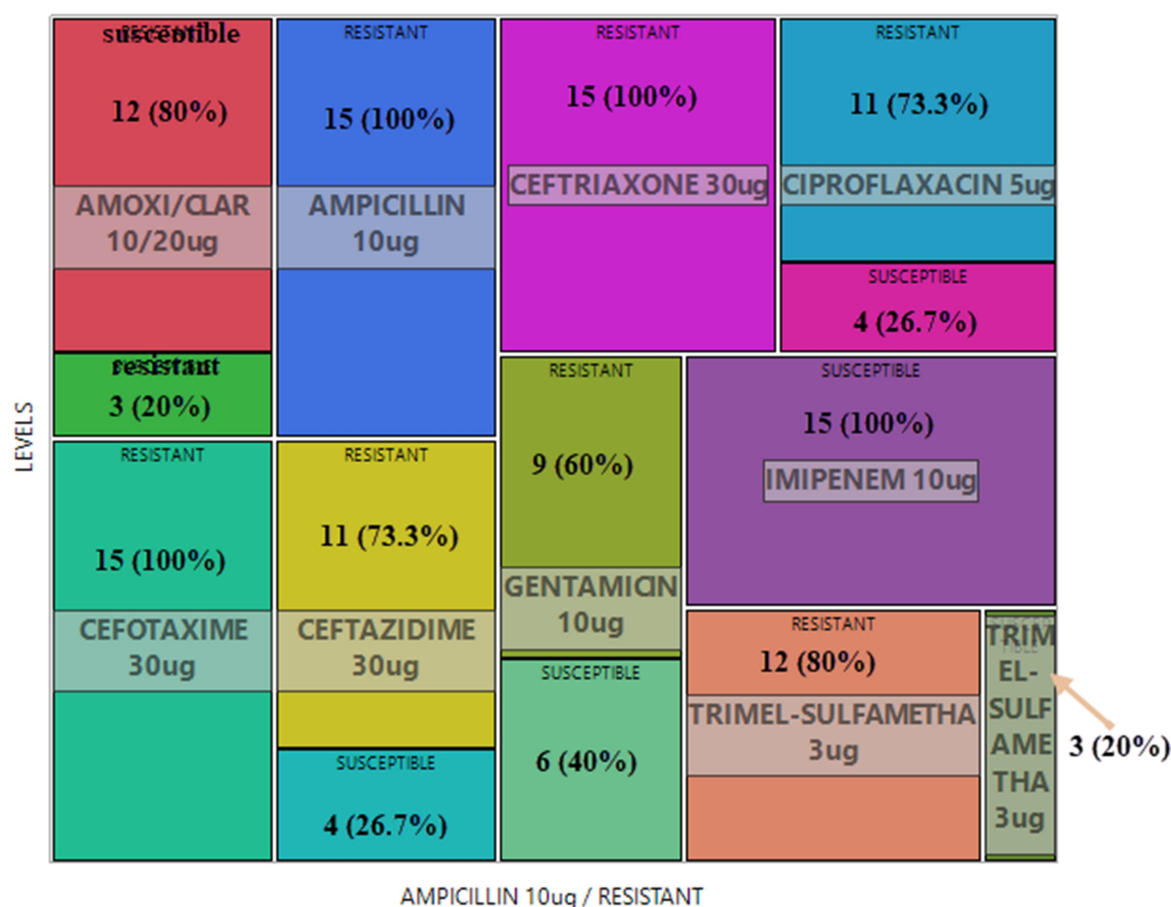 susceptible
RESISTANT
12 (80%)
AMOXI/CLAR
10/20ug
resistant
3 (20%)
RESISTANT
15 (100%)
AMPICILLIN
10ug
RESISTANT
15 (100%)
CEFTRIAXONE 30ug
RESISTANT
11 (73.3%)
CIPROFLAXACIN 5ug
SUSCEPTIBLE
4 (26.7%)
RESISTANT
15 (100%)
CEFOTAXIME
30ug
RESISTANT
11 (73.3%)
CEFTAZIDIME
30ug
SUSCEPTIBLE
4 (26.7%)
RESISTANT
9 (60%)
GENTAMICIN
10ug
SUSCEPTIBLE
6 (40%)
SUSCEPTIBLE
15 (100%)
IMIPENEM 10ug
RESISTANT
12 (80%)
TRIMEL-SULFAMETHA
3ug
TRIM
EL-
SULF
AME
THA
3ug
3 (20%)
LEVELS
AMPICILLIN 10ug / RESISTANT